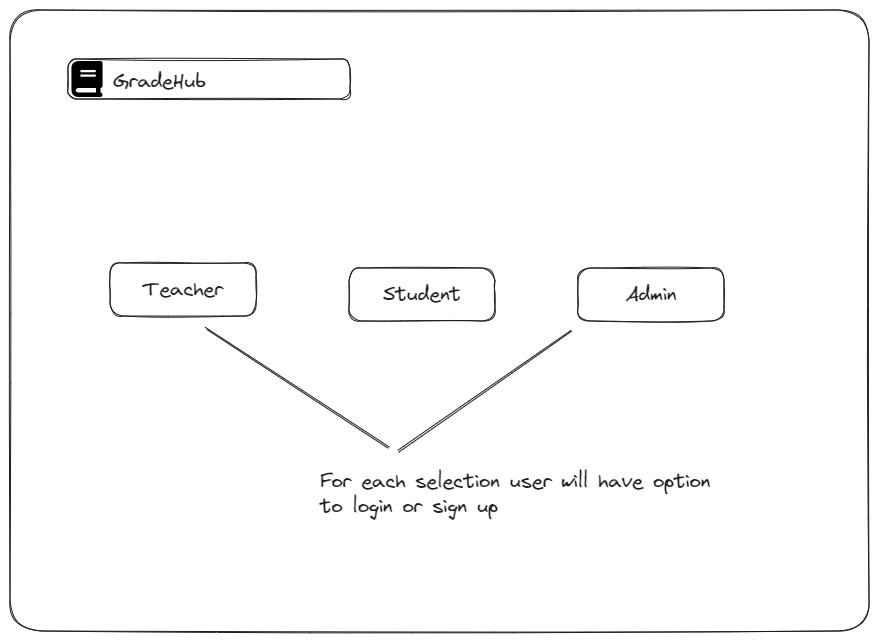 GradeHub
Teacher
Student
Admin
For each selection user will have option
to login or sign up